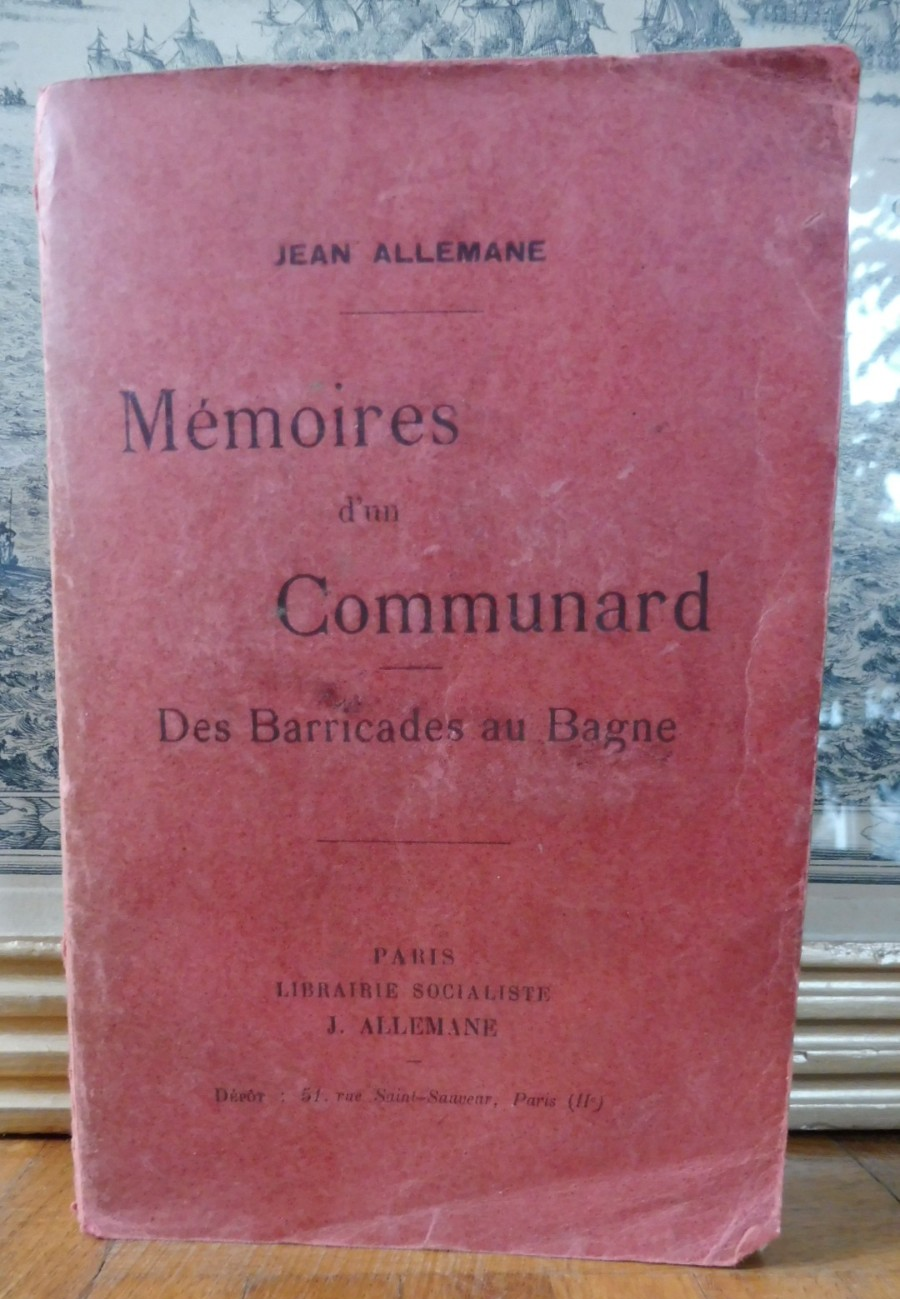 JEAN ALLEMANE
Mémoires
d'un
Communard
Des Barricades au Bagne
PARIS
LIBRAIRIE SOCIALISTE
J. ALLEMANE
DÉPÔT : 51, rue Saint-Sauveur, Paris (IIe)